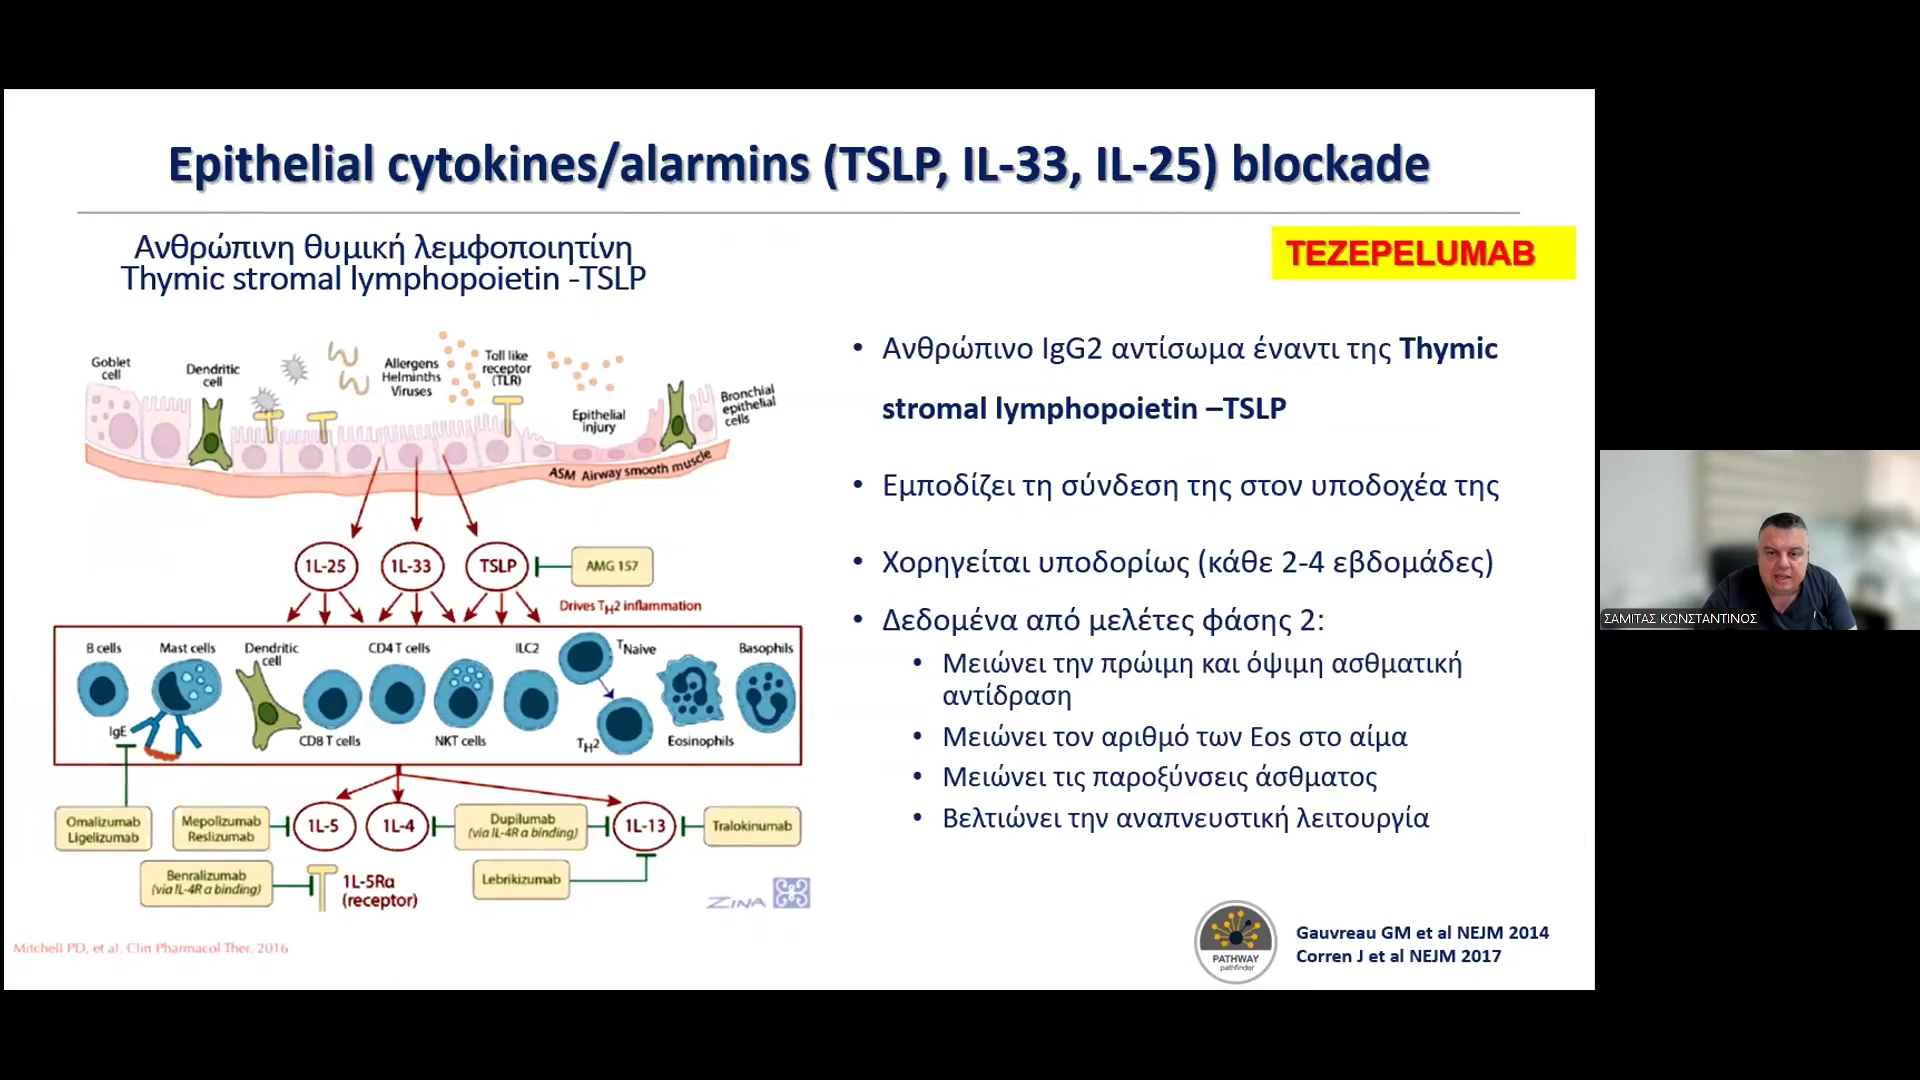 Epithelial cytokines/alarmins (TSLP, IL-33, IL-25) blockade
Ανθρώπινη θυμική λεμφοποιητίνη
Thymic stromal lymphopoietin -TSLP
TEZEPELUMAB
Goblet
cell
Dendritic
cell
Allergens
Helminths
Viruses
Toll like
receptor
(TLR)
Epithelial
injury
Bronchial
epithelial
cells
ASM Airway smooth muscle
1L-25
1L-33
TSLP
AMG 157
Drives TH2 inflammation
B cells
Mast cells
Dendritic
cell
CD4 T cells
ILC2
TNaive
Basophils
IgE
CD8 T cells
NKT cells
TH2
Eosinophils
Omalizumab
Ligelizumab
Mepolizumab
Reslizumab
1L-5
1L-4
Dupilumab
(via IL-4R α binding)
1L-13
Tralokinumab
Benralizumab
(via IL-4R α binding)
1L-5Rα
(receptor)
Lebrikizumab
ZINA
Mitchell PD, et al. Clin Pharmacol Ther. 2016
• Ανθρώπινο IgG2 αντίσωμα έναντι της Thymic
stromal lymphopoietin –TSLP
• Εμποδίζει τη σύνδεση της στον υποδοχέα της
• Χορηγείται υποδορίως (κάθε 2-4 εβδομάδες)
• Δεδομένα από μελέτες φάσης 2:
• Μειώνει την πρώιμη και όψιμη ασθματική
αντίδραση
• Μειώνει τον αριθμό των Eos στο αίμα
• Μειώνει τις παροξύνσεις άσθματος
• Βελτιώνει την αναπνευστική λειτουργία
PATHWAY
pathfinder
Gauvreau GM et al NEJM 2014
Corren J et al NEJM 2017
ΣΑΜΙΤΑΣ ΚΩΝΣΤΑΝΤΙΝΟΣ